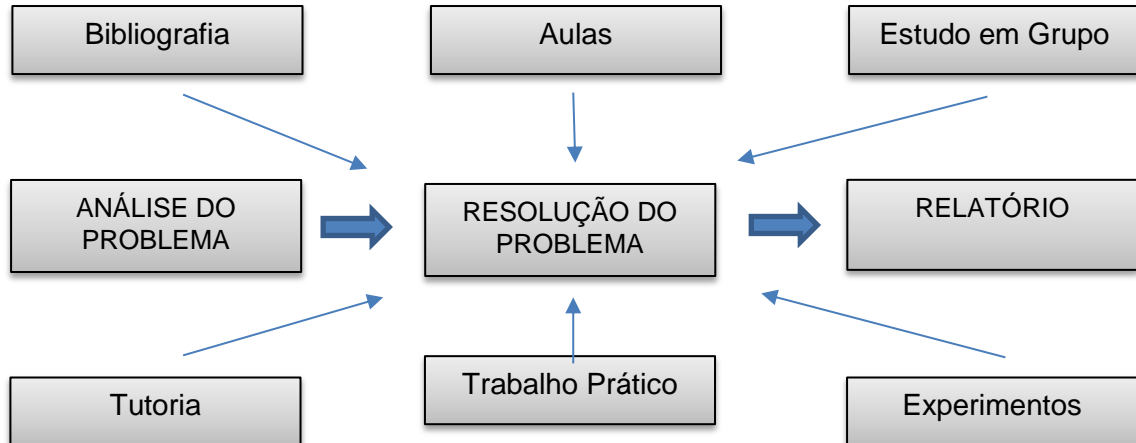 Bibliografia
Aulas
Estudo em Grupo
ANÁLISE DO
PROBLEMA
RESOLUÇÃO DO
PROBLEMA
RELATÓRIO
Tutoria
Trabalho Prático
Experimentos